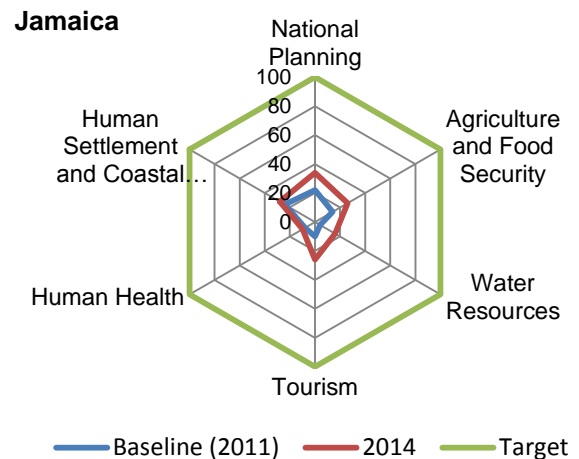 Jamaica
National
Planning
100
80
60
40
20
0
Agriculture
and Food
Security
Water
Resources
Tourism
Human Health
Human
Settlement
and Coastal…
Baseline (2011)
2014
Target